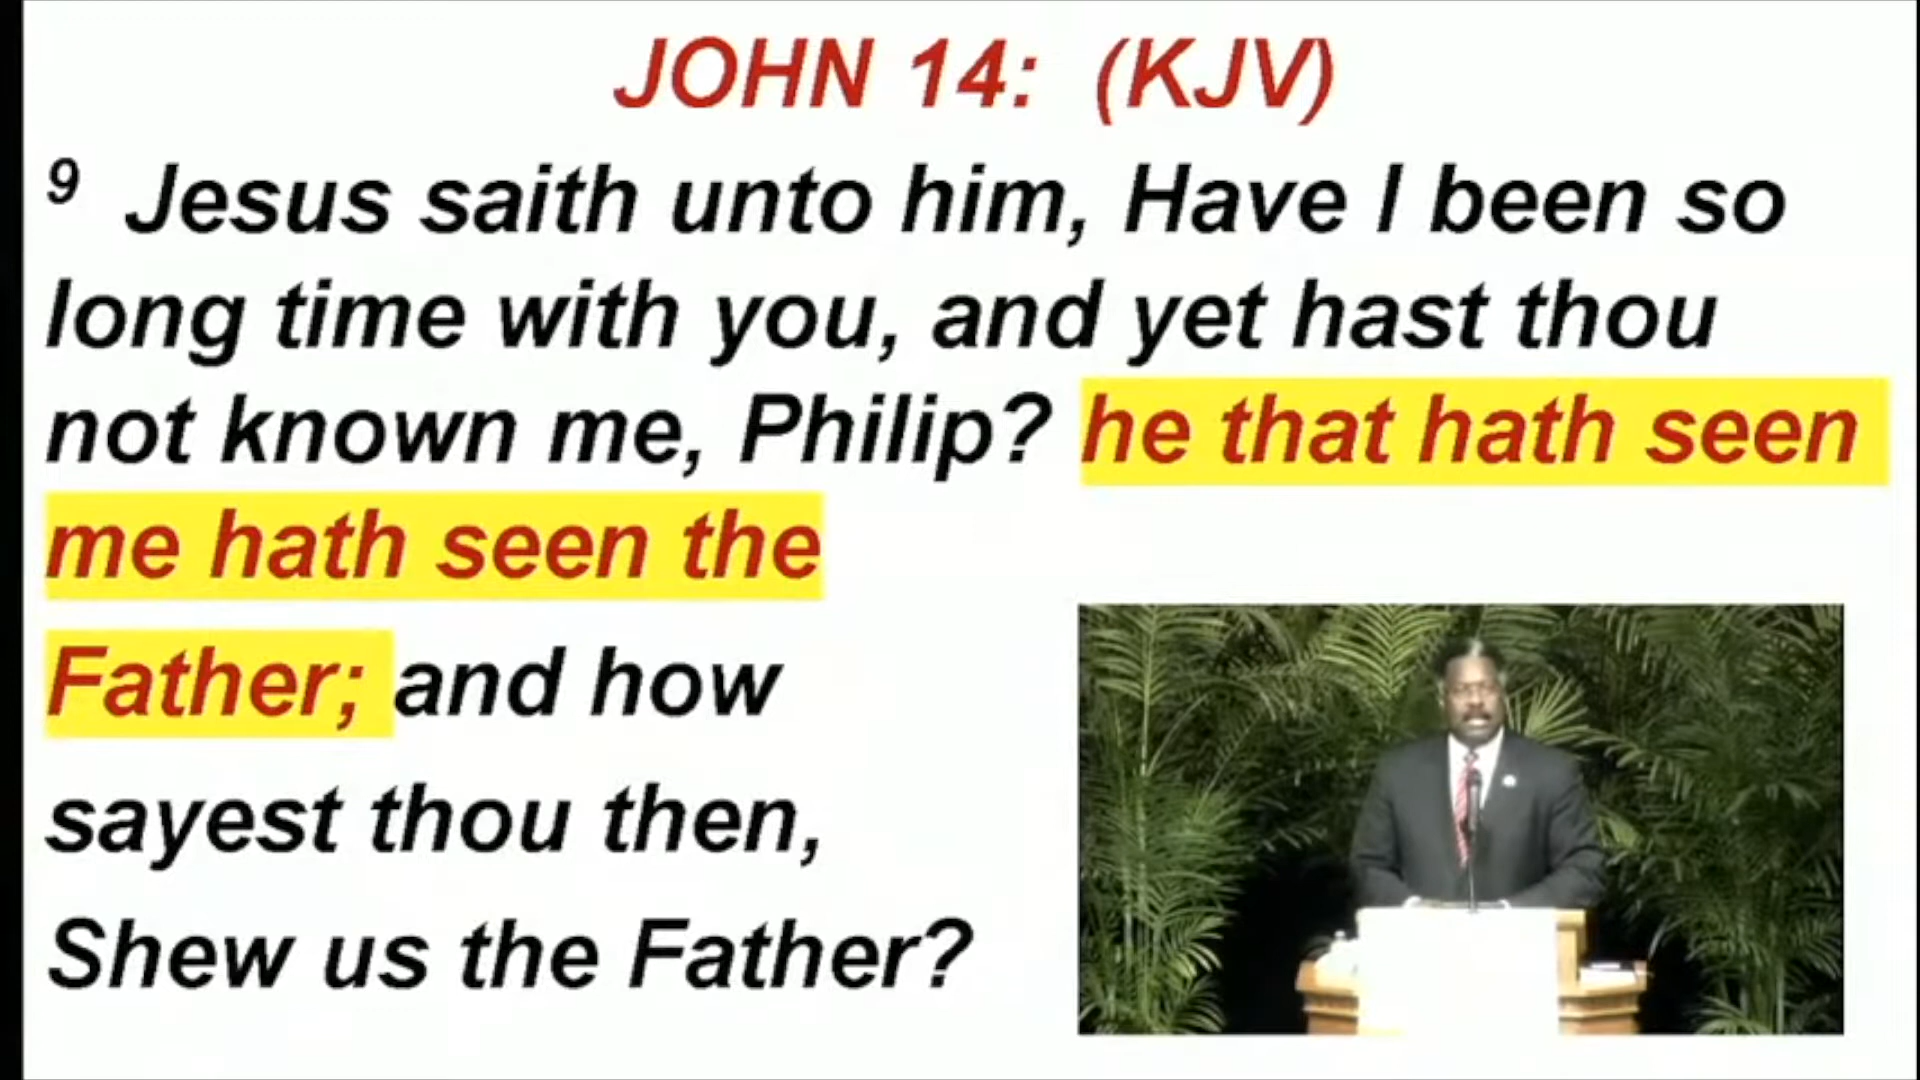 JOHN 14: (KJV)
9 Jesus saith unto him, Have I been so
long time with you, and yet hast thou
not known me, Philip? he that hath seen
me hath seen the
Father; and how
sayest thou then,
Shew us the Father?